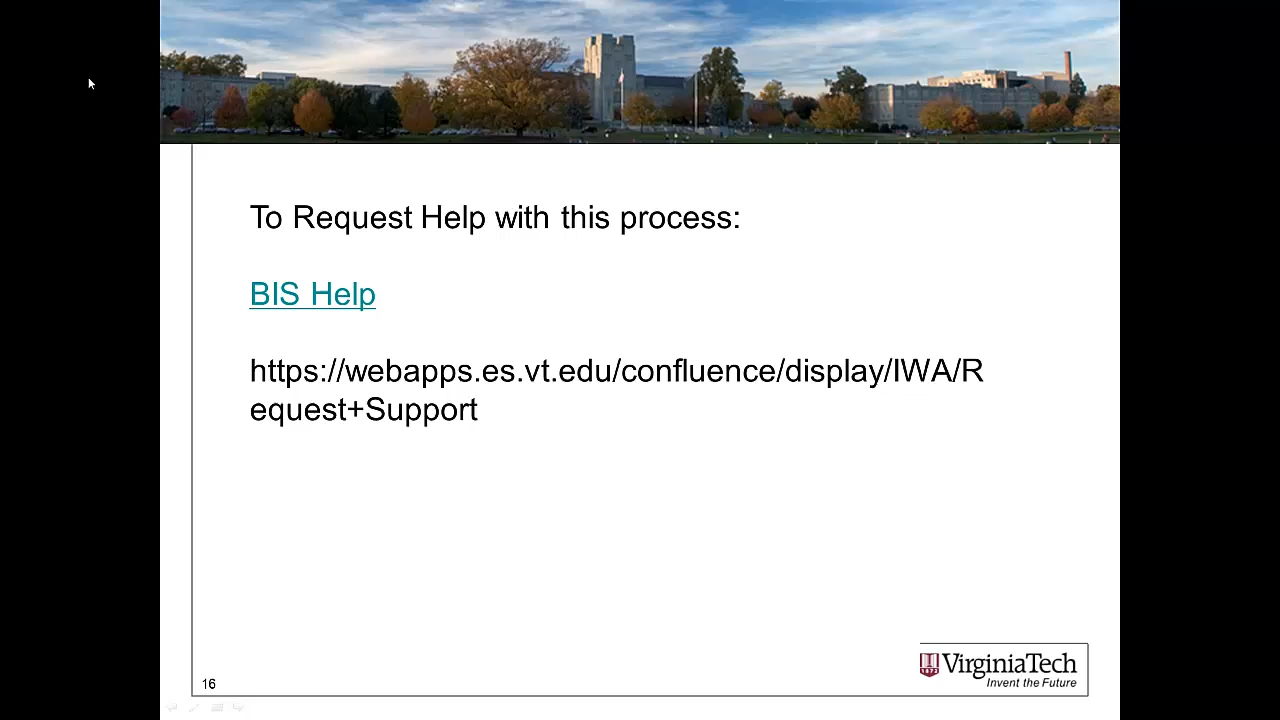 To Request Help with this process:
BIS Help
https://webapps.es.vt.edu/confluence/display/IWA/R
equest+Support
VirginiaTech
Invent the Future
16